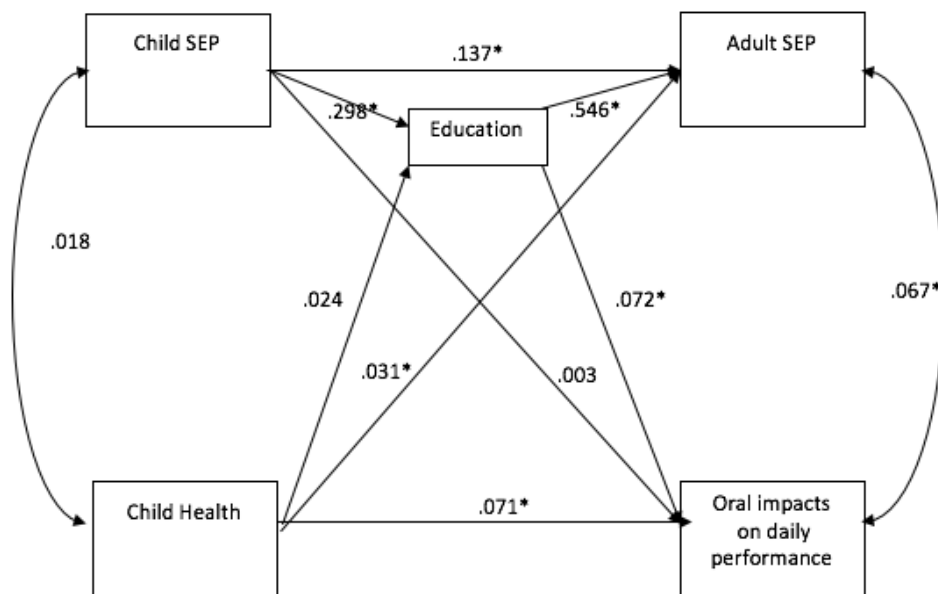 Child SEP
Adult SEP
.137*
.298*
.546*
Education
.018
.024
.072*
.067*
.031*
.003
Child Health
.071*
Oral impacts
on daily
performance